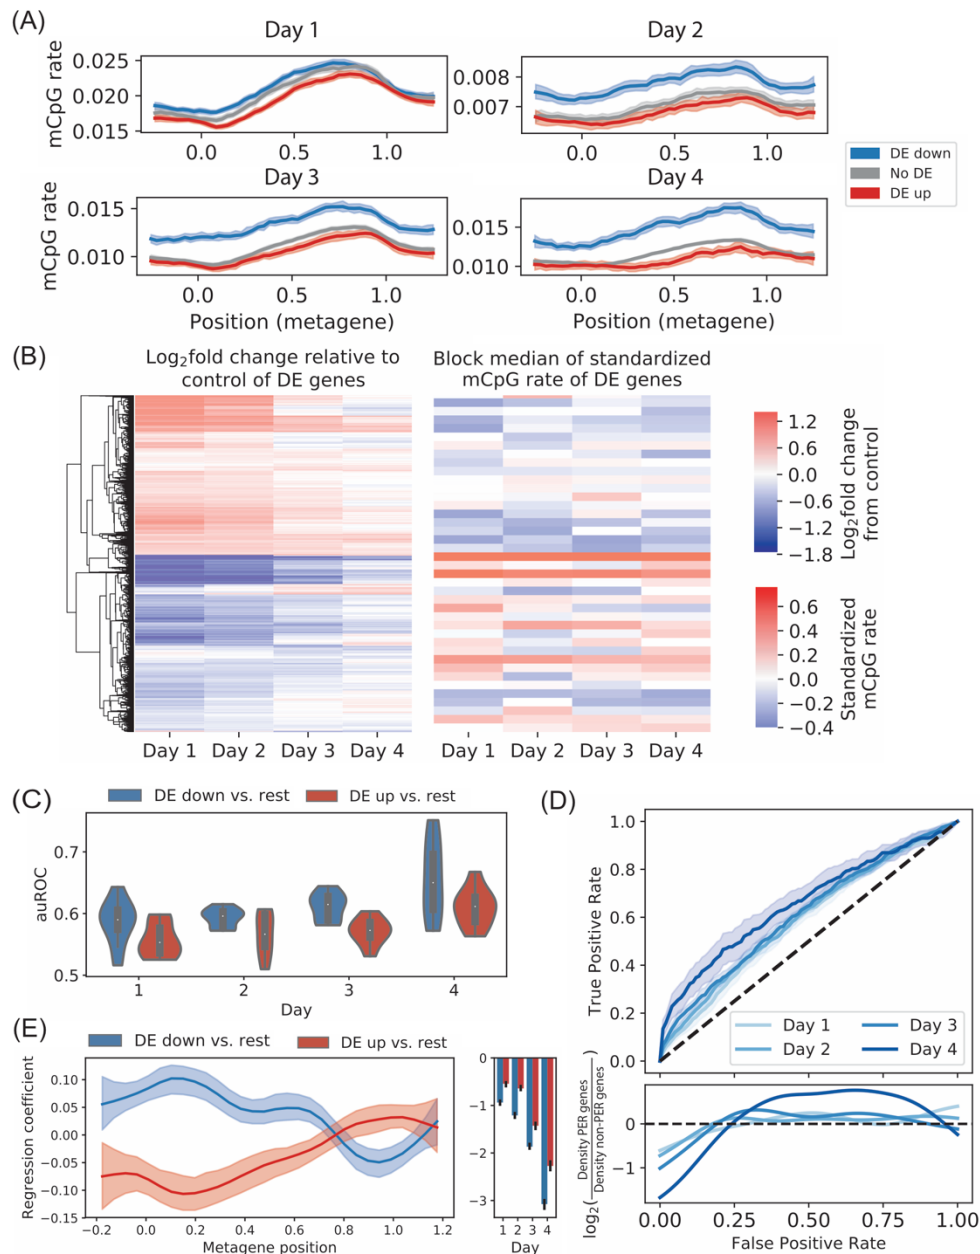 (A)
Day 1
Day 2
mCpG rate
0.025
0.020
0.015
0.008
0.007
0.0 0.5 1.0
0.0 0.5 1.0
DE down
No DE
DE up
Day 3
Day 4
mCpG rate
0.015
0.010
0.015
0.010
0.0 0.5 1.0
0.0 0.5 1.0
Position (metagene)
Position (metagene)
(B)
Log2fold change relative to
control of DE genes
Block median of standardized
mCpG rate of DE genes
1.2
0.6
0.0
−0.6
−1.2
−1.8
Log2fold change
from control
0.6
0.4
0.2
0.0
−0.2
−0.4
Standardized
mCpG rate
Day 1 Day 2 Day 3 Day 4
Day 1 Day 2 Day 3 Day 4
(C)
DE down vs. rest DE up vs. rest
auROC
0.7
0.6
0.5
1 2 3 4
Day
(D)
True Positive Rate
1.0
0.8
0.6
0.4
0.2
0.0
Day 1 Day 3
Day 2 Day 4
log2(Density PER genes / Density non-PER genes)
0
−1
0.00 0.25 0.50 0.75 1.00
False Positive Rate
(E)
DE down vs. rest DE up vs. rest
Regression coefficient
0.10
0.05
0.00
−0.05
−0.10
−0.15
−0.2 0.0 0.2 0.4 0.6 0.8 1.0 1.2
Metagene position
0
−1
−2
−3
1 2 3 4
Day